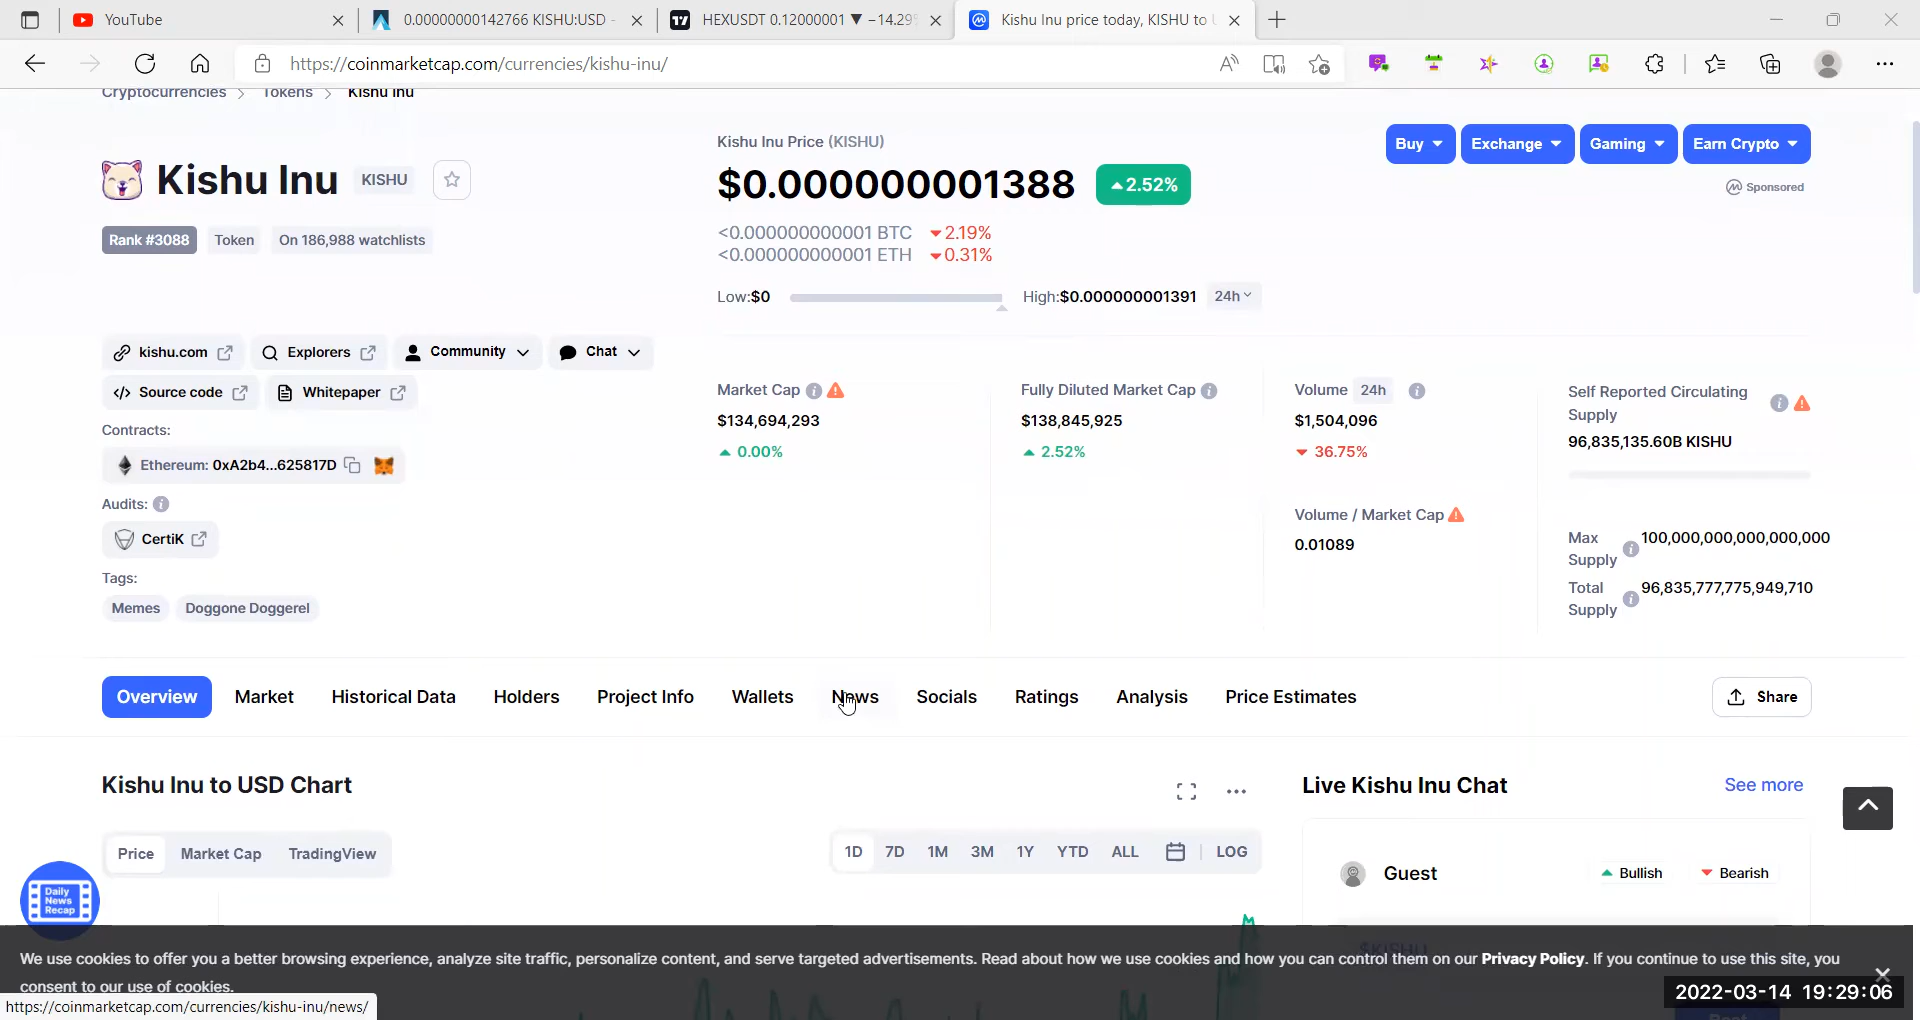 YouTube
0.00000000142766 KISHU:USD -
HEXUSDT 0.12000001 ▼ −14.29
Kishu Inu price today, KISHU to U
https://coinmarketcap.com/currencies/kishu-inu/
Cryptocurrencies > Tokens > Kishu Inu
Kishu Inu KISHU
Rank #3088 Token On 186,988 watchlists
Kishu Inu Price (KISHU)
$0.000000001388 2.52%
<0.000000000001 BTC 2.19%
<0.000000000001 ETH 0.31%
Low:$0 High:$0.000000001391 24h
Buy Exchange Gaming Earn Crypto
Sponsored
kishu.com Explorers Community Chat
Source code Whitepaper
Contracts:
Ethereum: 0xA2b4...625817D
Audits:
CertiK
Tags:
Memes Doggone Doggerel
Market Cap
$134,694,293
0.00%
Fully Diluted Market Cap
$138,845,925
2.52%
Volume 24h
$1,504,096
36.75%
Volume / Market Cap
0.01089
Self Reported Circulating
Supply
96,835,135.60B KISHU
Max
Supply
100,000,000,000,000,000
Total
Supply
96,835,777,775,949,710
Overview Market Historical Data Holders Project Info Wallets News Socials Ratings Analysis Price Estimates Share
Kishu Inu to USD Chart
Price Market Cap TradingView
1D 7D 1M 3M 1Y YTD ALL LOG
Live Kishu Inu Chat See more
Guest Bullish Bearish
$KISHU
Daily
News
Recap
We use cookies to offer you a better browsing experience, analyze site traffic, personalize content, and serve targeted advertisements. Read about how we use cookies and how you can control them on our Privacy Policy. If you continue to use this site, you
consent to our use of cookies.
https://coinmarketcap.com/currencies/kishu-inu/news/
2022-03-14 19:29:06